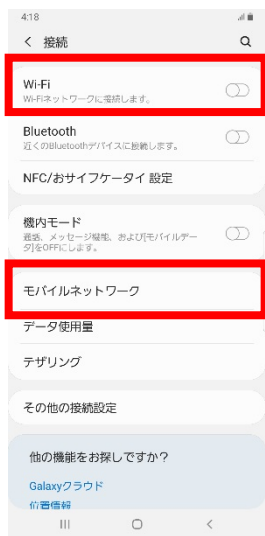 4:18
接続
Wi-Fi
Wi-Fiネットワークに接続します。
Bluetooth
近くのBluetoothデバイスに接続します。
NFC/おサイフケータイ 設定
機内モード
通話、メッセージ機能、および[モバイルデー
タ]をOFFにします。
モバイルネットワーク
データ使用量
テザリング
その他の接続設定
他の機能をお探しですか？
Galaxyクラウド
位置情報